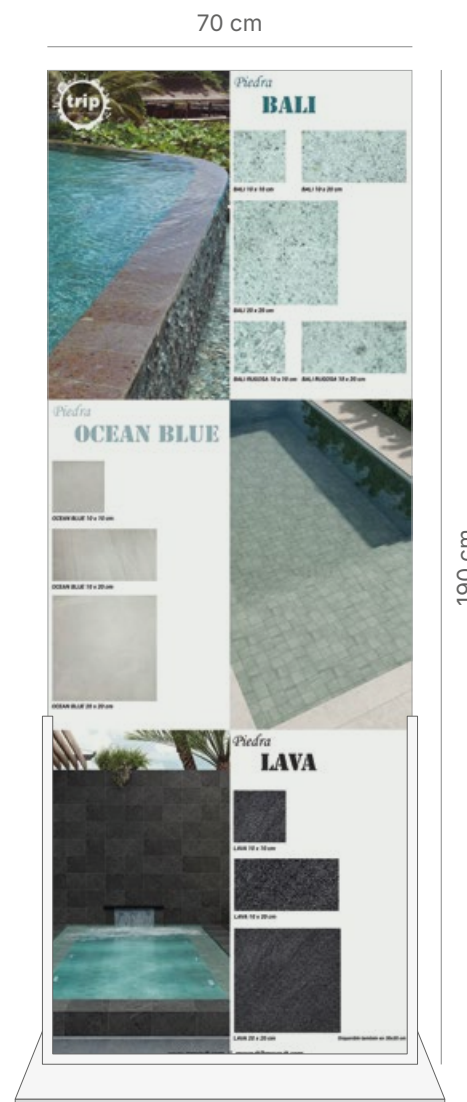 70 cm
trip
Piedra
BALI
BALI 10 x 10 cm
BALI 10 x 20 cm
BALI 20 x 20 cm
BALI RUGOSA 10 x 10 cm
BALI RUGOSA 10 x 20 cm
Piedra
OCEAN BLUE
OCEAN BLUE 10 x 10 cm
OCEAN BLUE 10 x 20 cm
OCEAN BLUE 20 x 20 cm
190 cm
Piedra
LAVA
LAVA 10 x 10 cm
LAVA 10 x 20 cm
LAVA 20 x 20 cm
Disponible también en